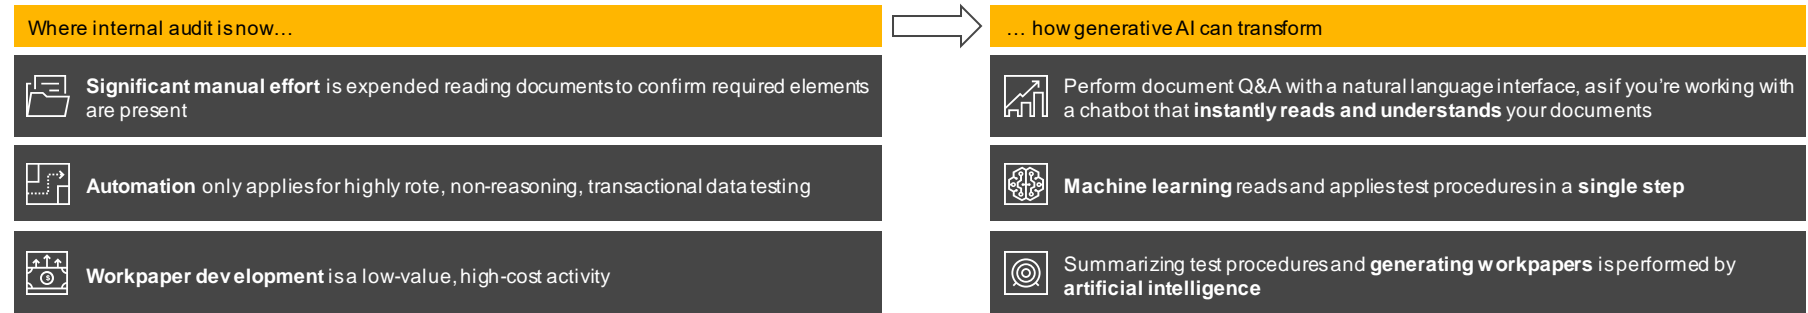 Where internal audit is now…
Significant manual effort is expended reading documents to confirm required elements
are present
Automation only applies for highly rote, non-reasoning, transactional data testing
Workpaper development is a low-value, high-cost activity
… how generative AI can transform
Perform document Q&A with a natural language interface, as if you’re working with
a chatbot that instantly reads and understands your documents
Machine learning reads and applies test procedures in a single step
Summarizing test procedures and generating workpapers is performed by
artificial intelligence